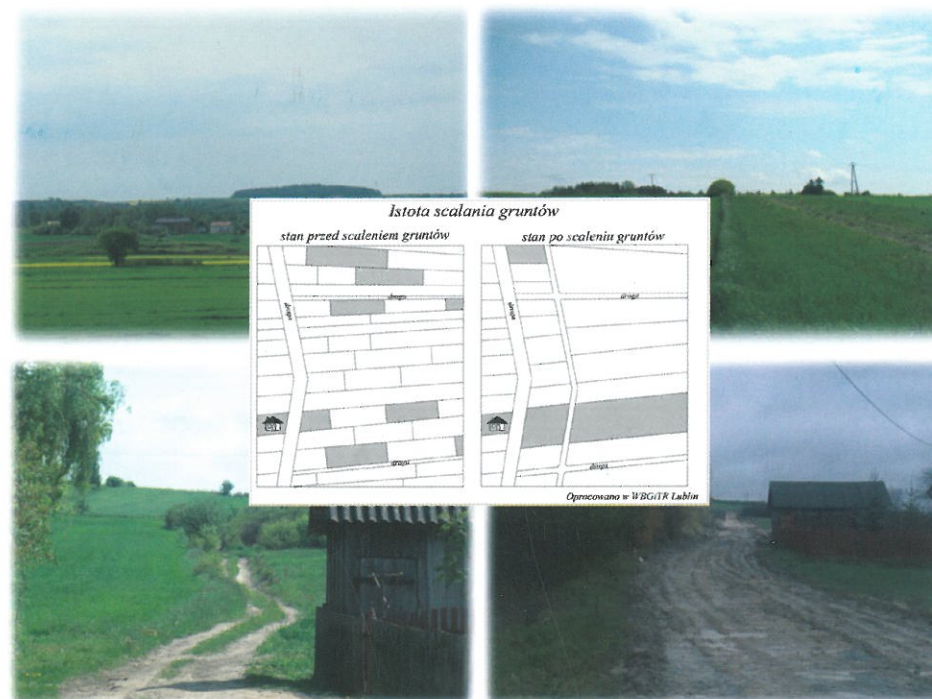 Istota scalania gruntów
stan przed scaleniem gruntów
stan po scaleniu gruntów
droga
droga
droga
droga
droga
droga
Opracowano w WBGiTR Lublin